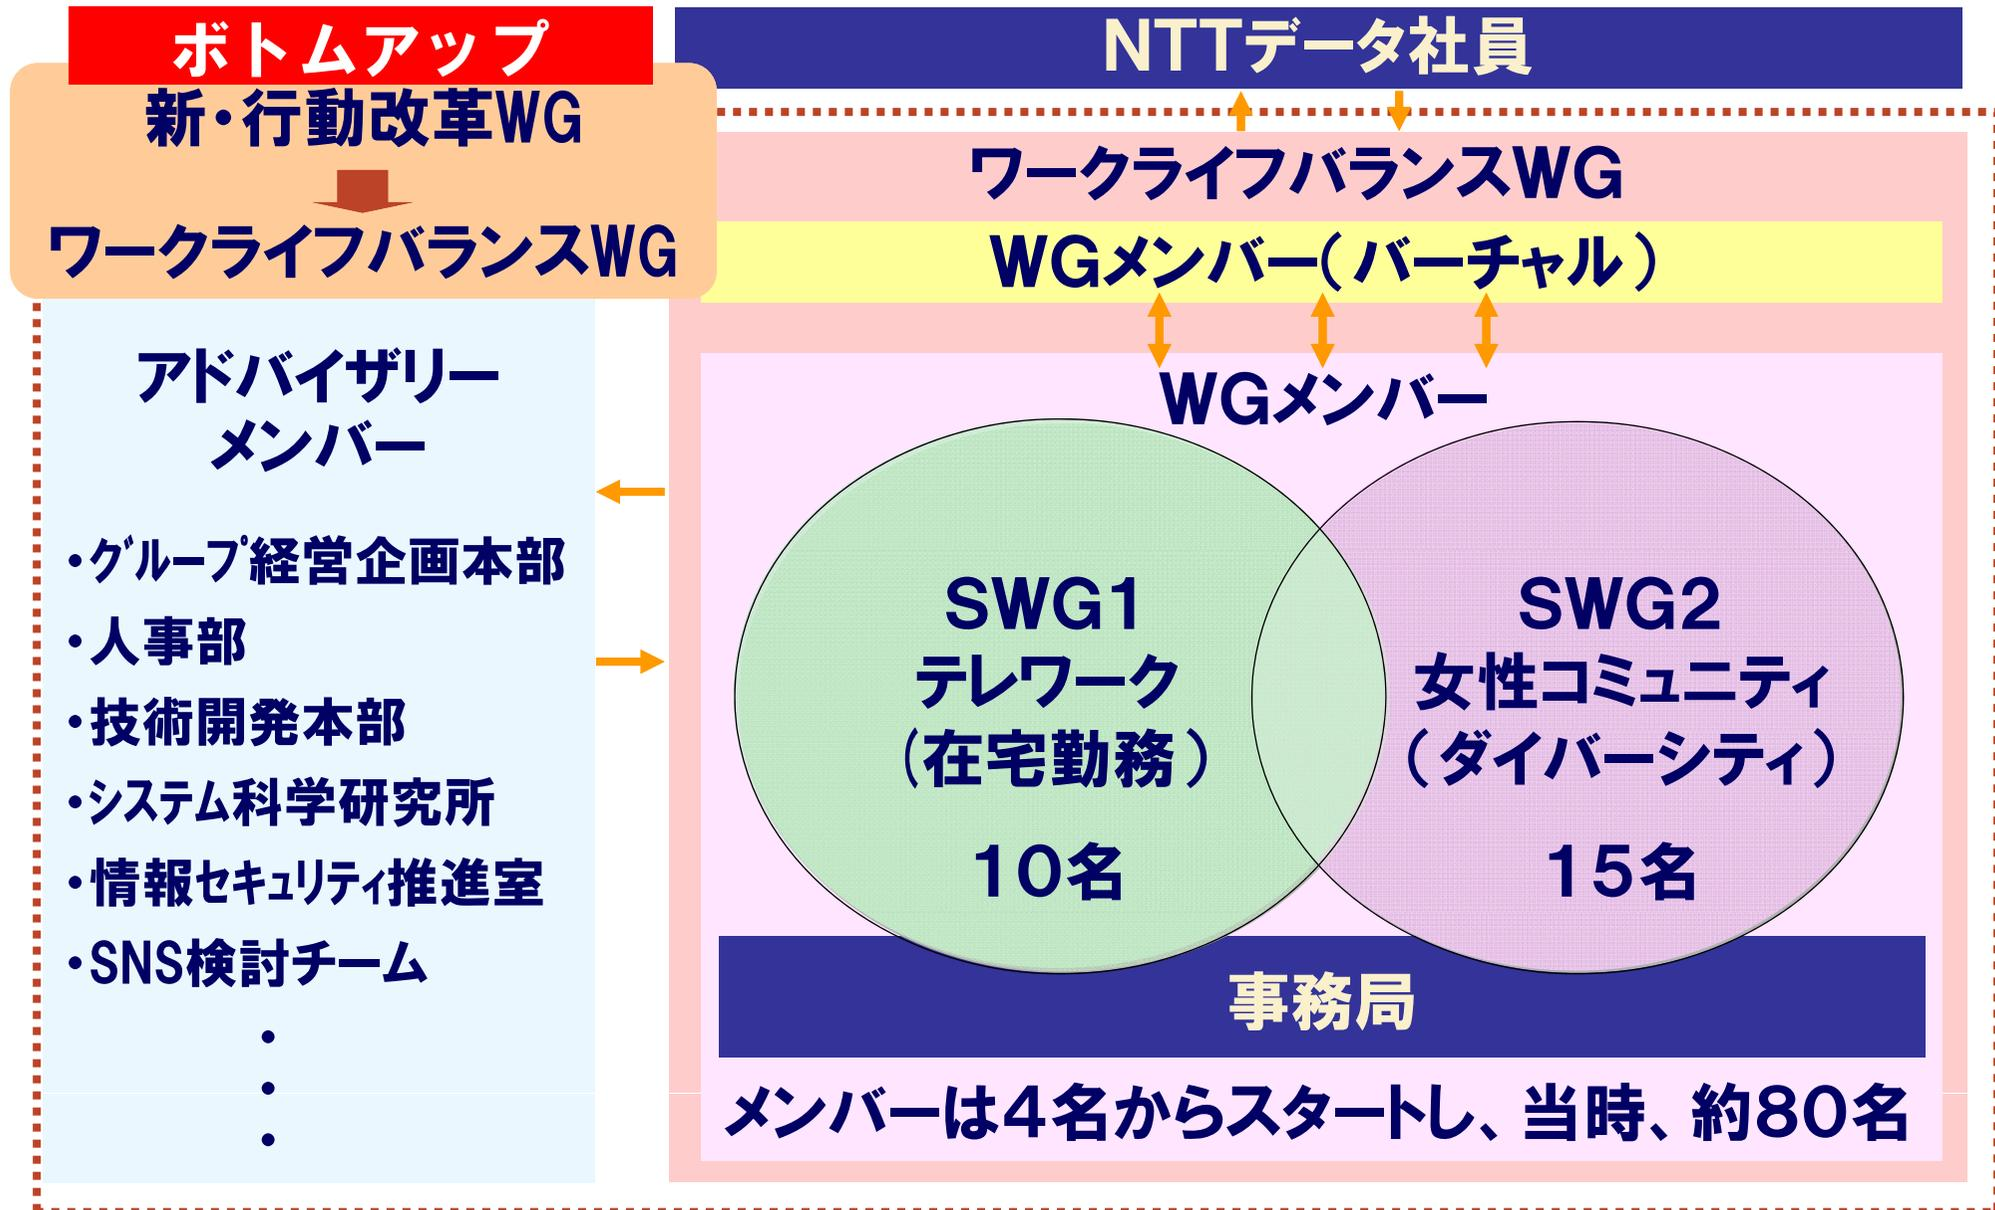 ボトムアップ
新・行動改革WG
ワークライフバランスWG
NTTデータ社員
ワークライフバランスWG
WGメンバー(バーチャル)
アドバイザリー
メンバー
・グループ経営企画本部
・人事部
・技術開発本部
・システム科学研究所
・情報セキュリティ推進室
・SNS検討チーム
・
・
・
WGメンバー
SWG1
テレワーク
(在宅勤務)
10名
SWG2
女性コミュニティ
(ダイバーシティ)
15名
事務局
メンバーは4名からスタートし、当時、約80名